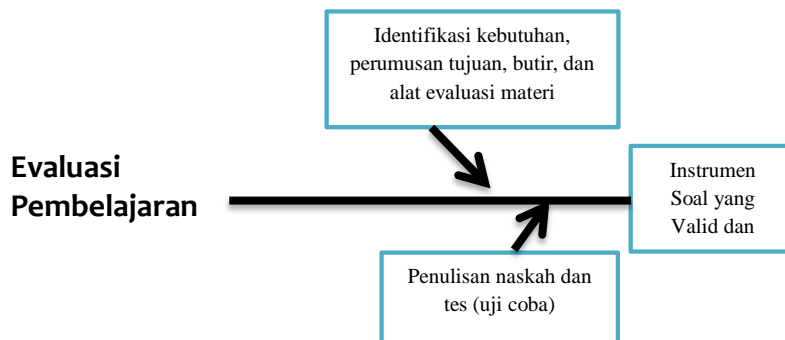 Identifikasi kebutuhan,
perumusan tujuan, butir, dan
alat evaluasi materi
Evaluasi
Pembelajaran
Instrumen
Soal yang
Valid dan
Penulisan naskah dan
tes (uji coba)